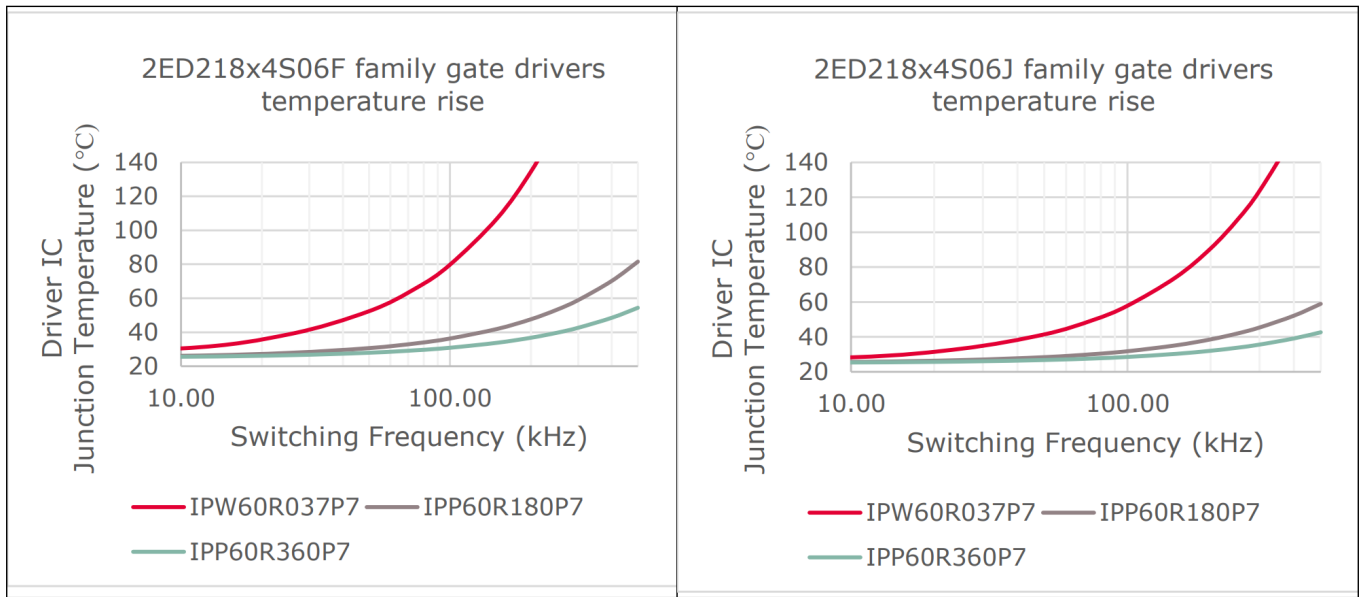 2ED218x4S06F family gate drivers
temperature rise
Driver IC
Junction Temperature (°C)
140
120
100
80
60
40
20
10.00
100.00
Switching Frequency (kHz)
IPW60R037P7
IPP60R180P7
IPP60R360P7
2ED218x4S06J family gate drivers
temperature rise
Driver IC
Junction Temperature (°C)
140
120
100
80
60
40
20
10.00
100.00
Switching Frequency (kHz)
IPW60R037P7
IPP60R180P7
IPP60R360P7